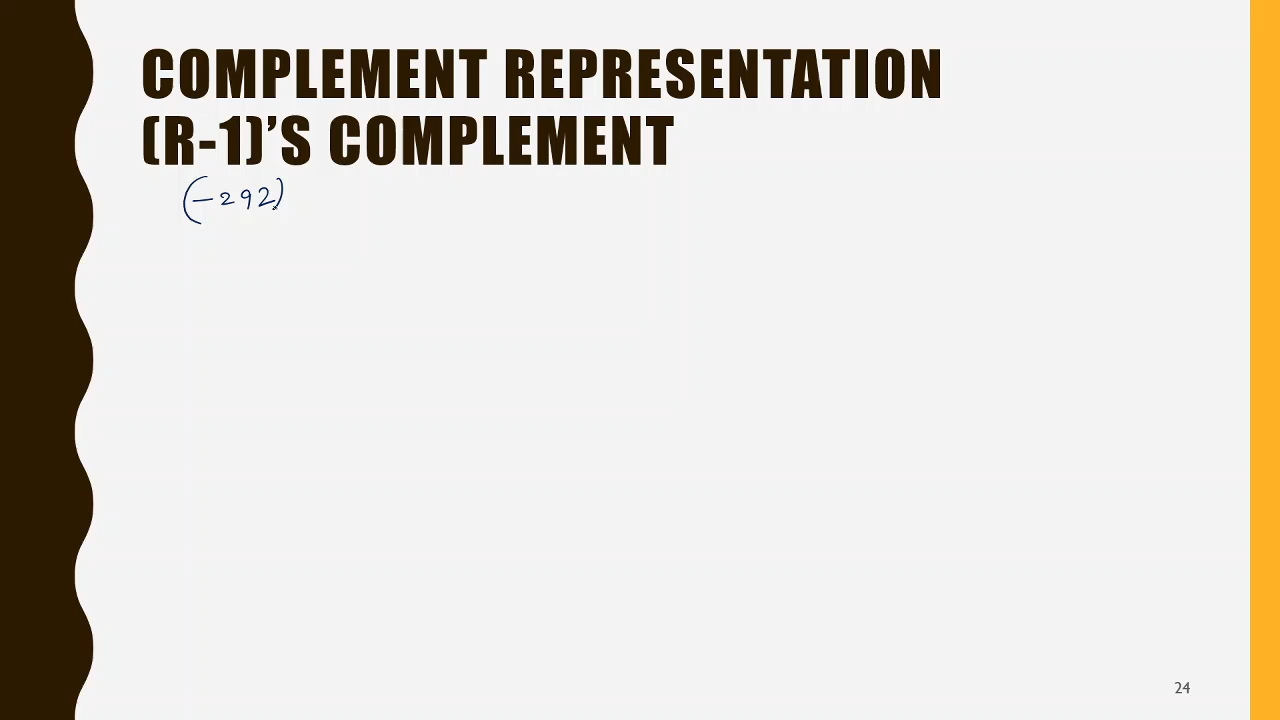 COMPLEMENT REPRESENTATION
(R-1)'S COMPLEMENT
(-292)
24